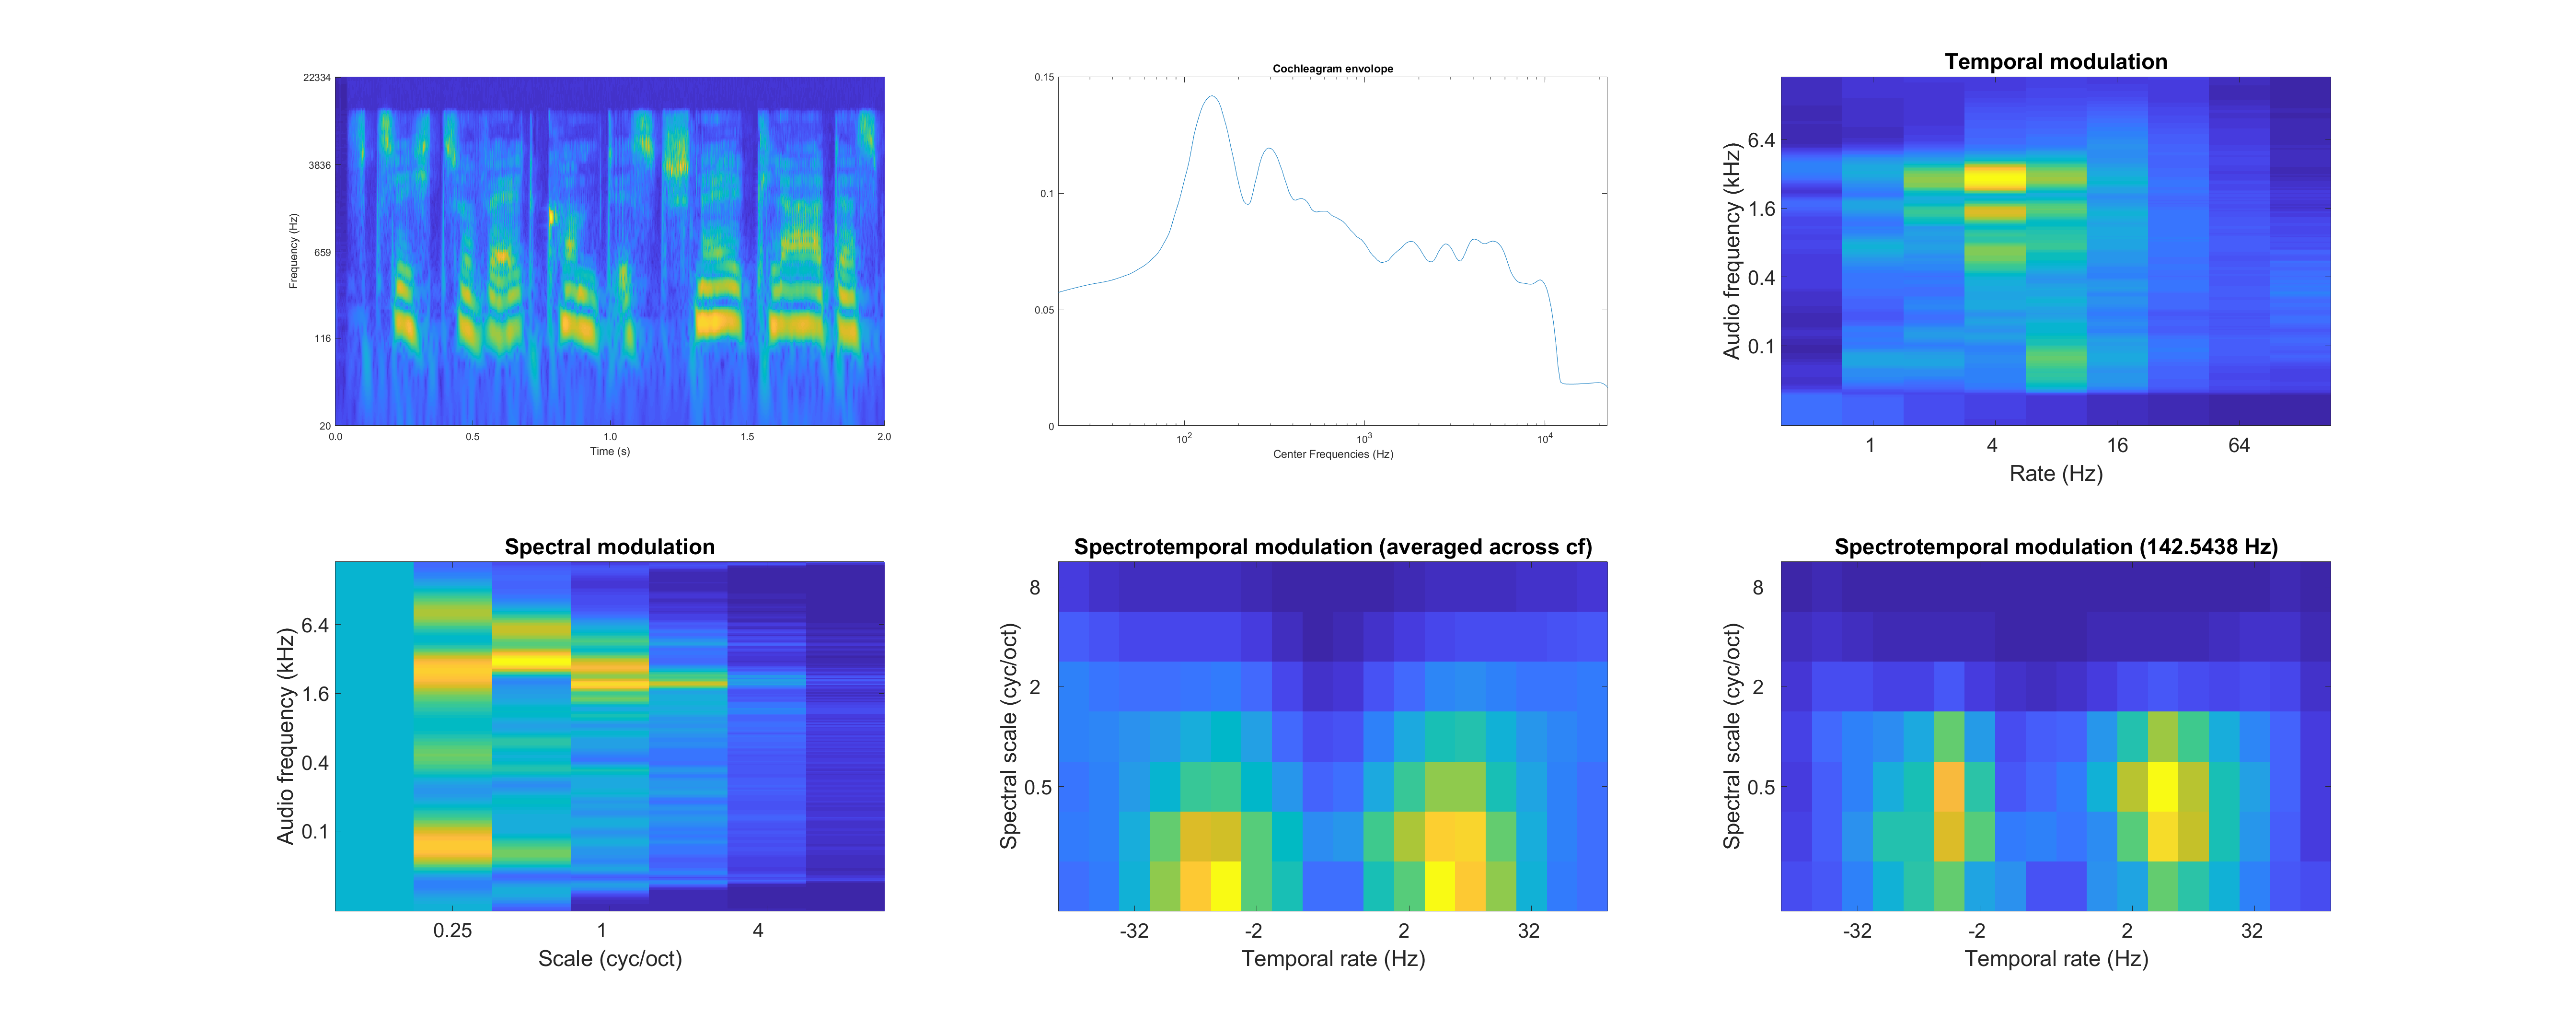 22334
3836
659
116
20
Frequency (Hz)
0.0 0.5 1.0 1.5 2.0
Time (s)
Cochleagram envolope
0.15
0.1
0.05
0
10^2 10^3 10^4
Center Frequencies (Hz)
Temporal modulation
6.4
1.6
0.4
0.1
Audio frequency (kHz)
1 4 16 64
Rate (Hz)
Spectral modulation
6.4
1.6
0.4
0.1
Audio frequency (kHz)
0.25 1 4
Scale (cyc/oct)
Spectrotemporal modulation (averaged across cf)
8
2
0.5
Spectral scale (cyc/oct)
-32 -2 2 32
Temporal rate (Hz)
Spectrotemporal modulation (142.5438 Hz)
8
2
0.5
Spectral scale (cyc/oct)
-32 -2 2 32
Temporal rate (Hz)